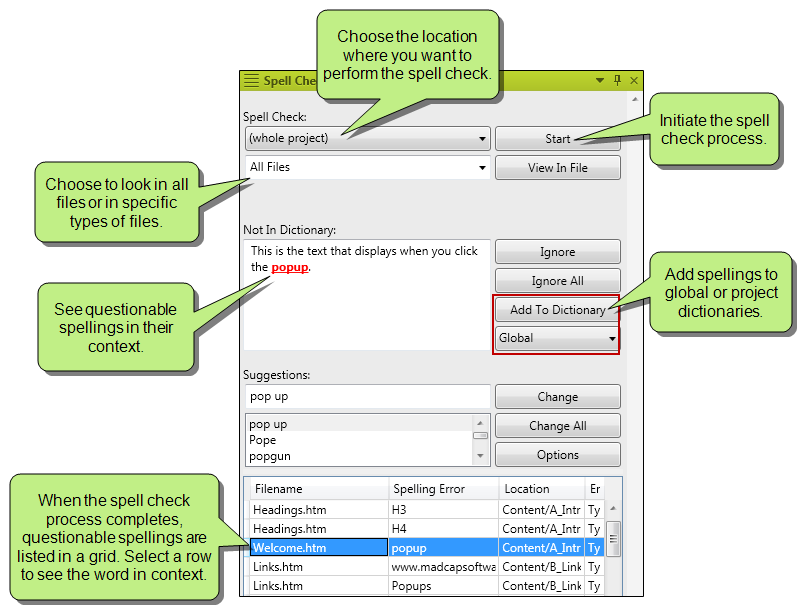 Choose the location
where you want to
perform the spell check.
Spell Che
Spell Check:
(whole project)
Start
Initiate the spell
check process.
All Files
View In File
Choose to look in all
files or in specific
types of files.
Not In Dictionary:
This is the text that displays when you click
the popup.
Ignore
Ignore All
Add To Dictionary
Global
Add spellings to
global or project
dictionaries.
See questionable
spellings in their
context.
Suggestions:
pop up
Change
pop up
Pope
popgun
Change All
Options
When the spell check
process completes,
questionable spellings are
listed in a grid. Select a row
to see the word in context.
Filename Spelling Error Location Er
Headings.htm H3 Content/A_Intr Ty
Headings.htm H4 Content/A_Intr Ty
Welcome.htm popup Content/A_Intr Ty
Links.htm www.madcapsoftwa Content/B_Link Ty
Links.htm Popups Content/B_Link Ty